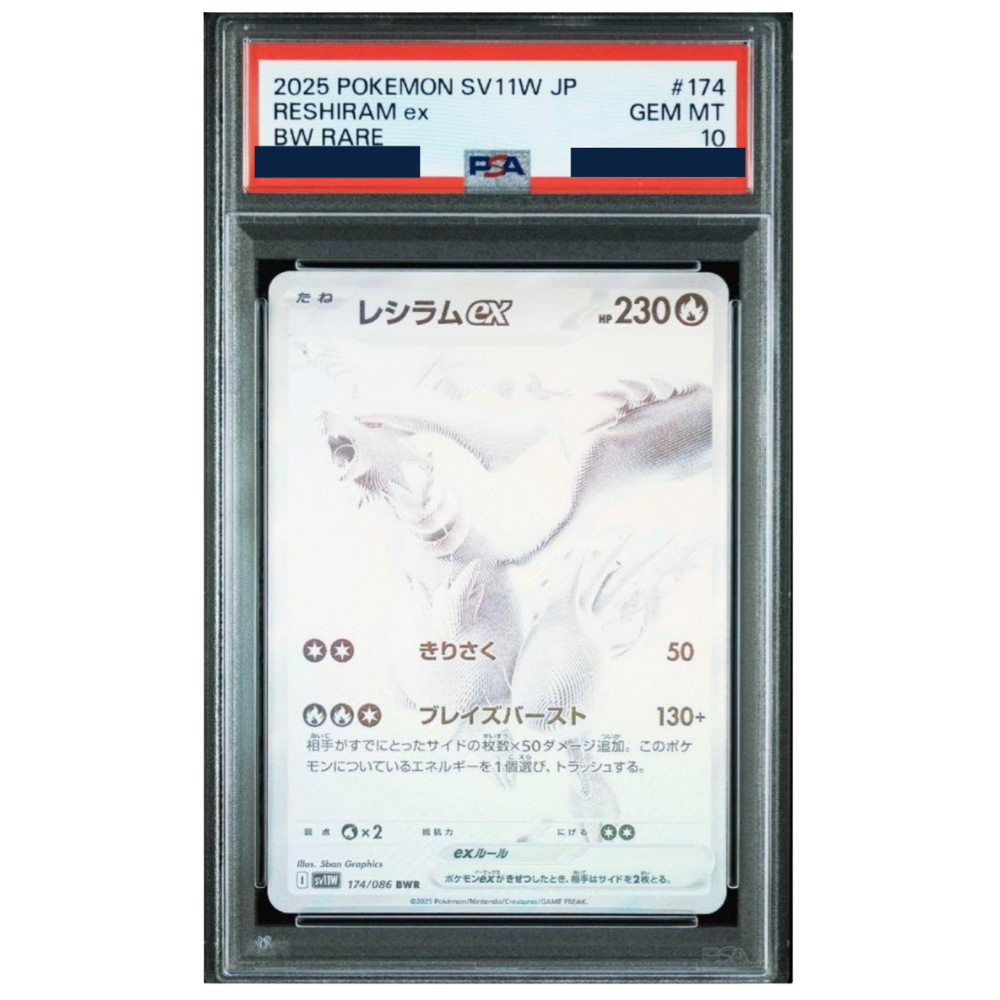 2025 POKEMON SV11W JP #174
RESHIRAM ex GEM MT
BW RARE 10
PSA
たね レシラムex HP 230
きりさく 50
ブレイズバースト 130+
相手がすでにとったサイドの枚数×50ダメージ追加。このポケ
モンについているエネルギーを1個選び、トラッシュする。
弱点 ×2 抵抗力 にげる
exルール
ポケモンexがきぜつしたとき、相手はサイドを2枚とる。
Illus. 5ban Graphics
I sv11W 174/086 BWR
©2025 Pokémon/Nintendo/Creatures/GAME FREAK.
PSA